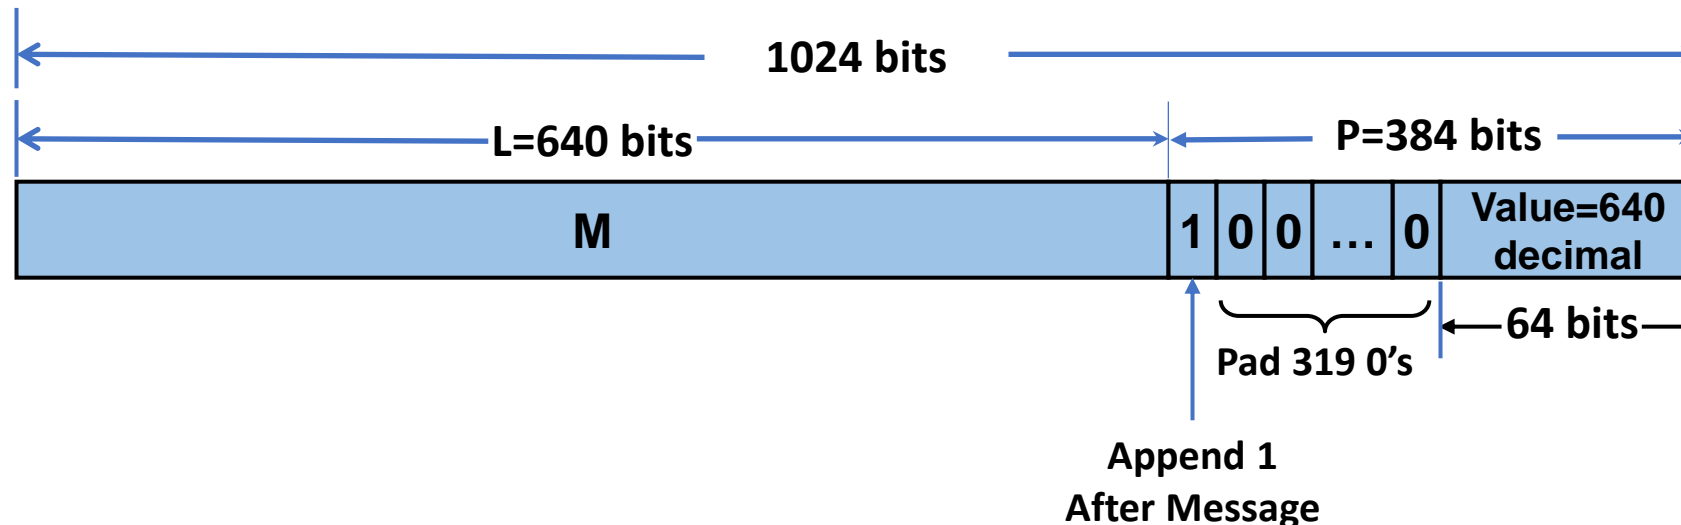 1024 bits
L=640 bits
P=384 bits
M
1 0 0 ... 0
Value=640
decimal
64 bits
Pad 319 0’s
Append 1
After Message